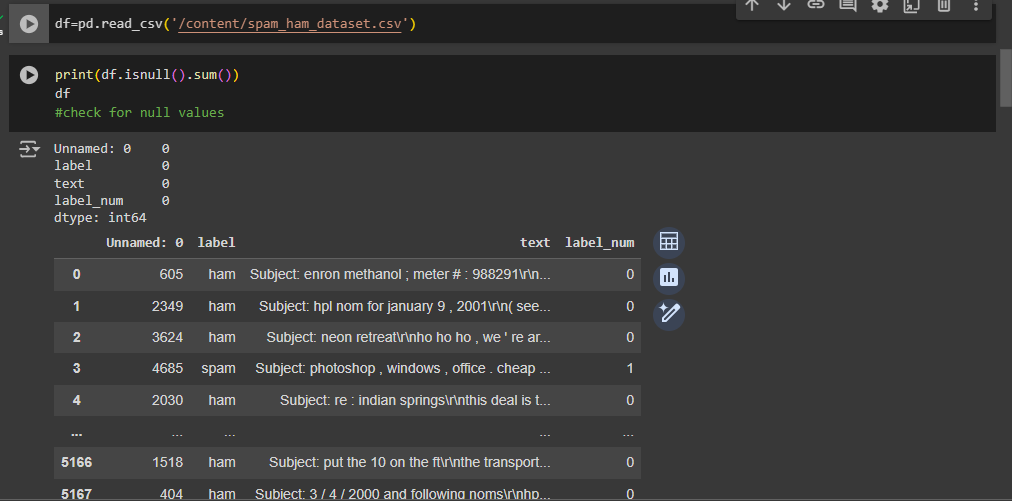 df=pd.read_csv('/content/spam_ham_dataset.csv')
print(df.isnull().sum())
df
#check for null values
Unnamed: 0 0
label 0
text 0
label_num 0
dtype: int64
Unnamed: 0 label text label_num
0 605 ham Subject: enron methanol ; meter # : 988291\r\n... 0
1 2349 ham Subject: hpl nom for january 9 , 2001\r\n( see... 0
2 3624 ham Subject: neon retreat\r\nho ho ho , we ' re ar... 0
3 4685 spam Subject: photoshop , windows , office . cheap ... 1
4 2030 ham Subject: re : indian springs\r\nthis deal is t... 0
... ... ... ... ...
5166 1518 ham Subject: put the 10 on the ft\r\nthe transport... 0
5167 404 ham Subject: 3 / 4 / 2000 and following noms\r\nhp... 0